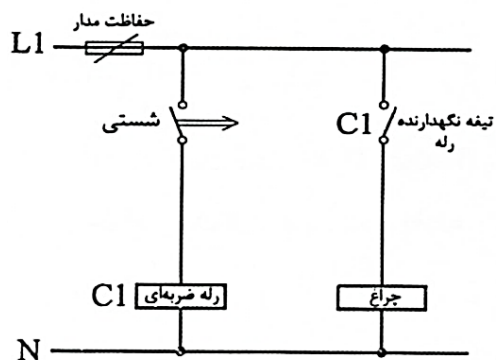 حفاظت مدار
L1
شستی
C1
تیغه نگهدارنده
رله
C1
رله ضربه‌ای
چراغ
N